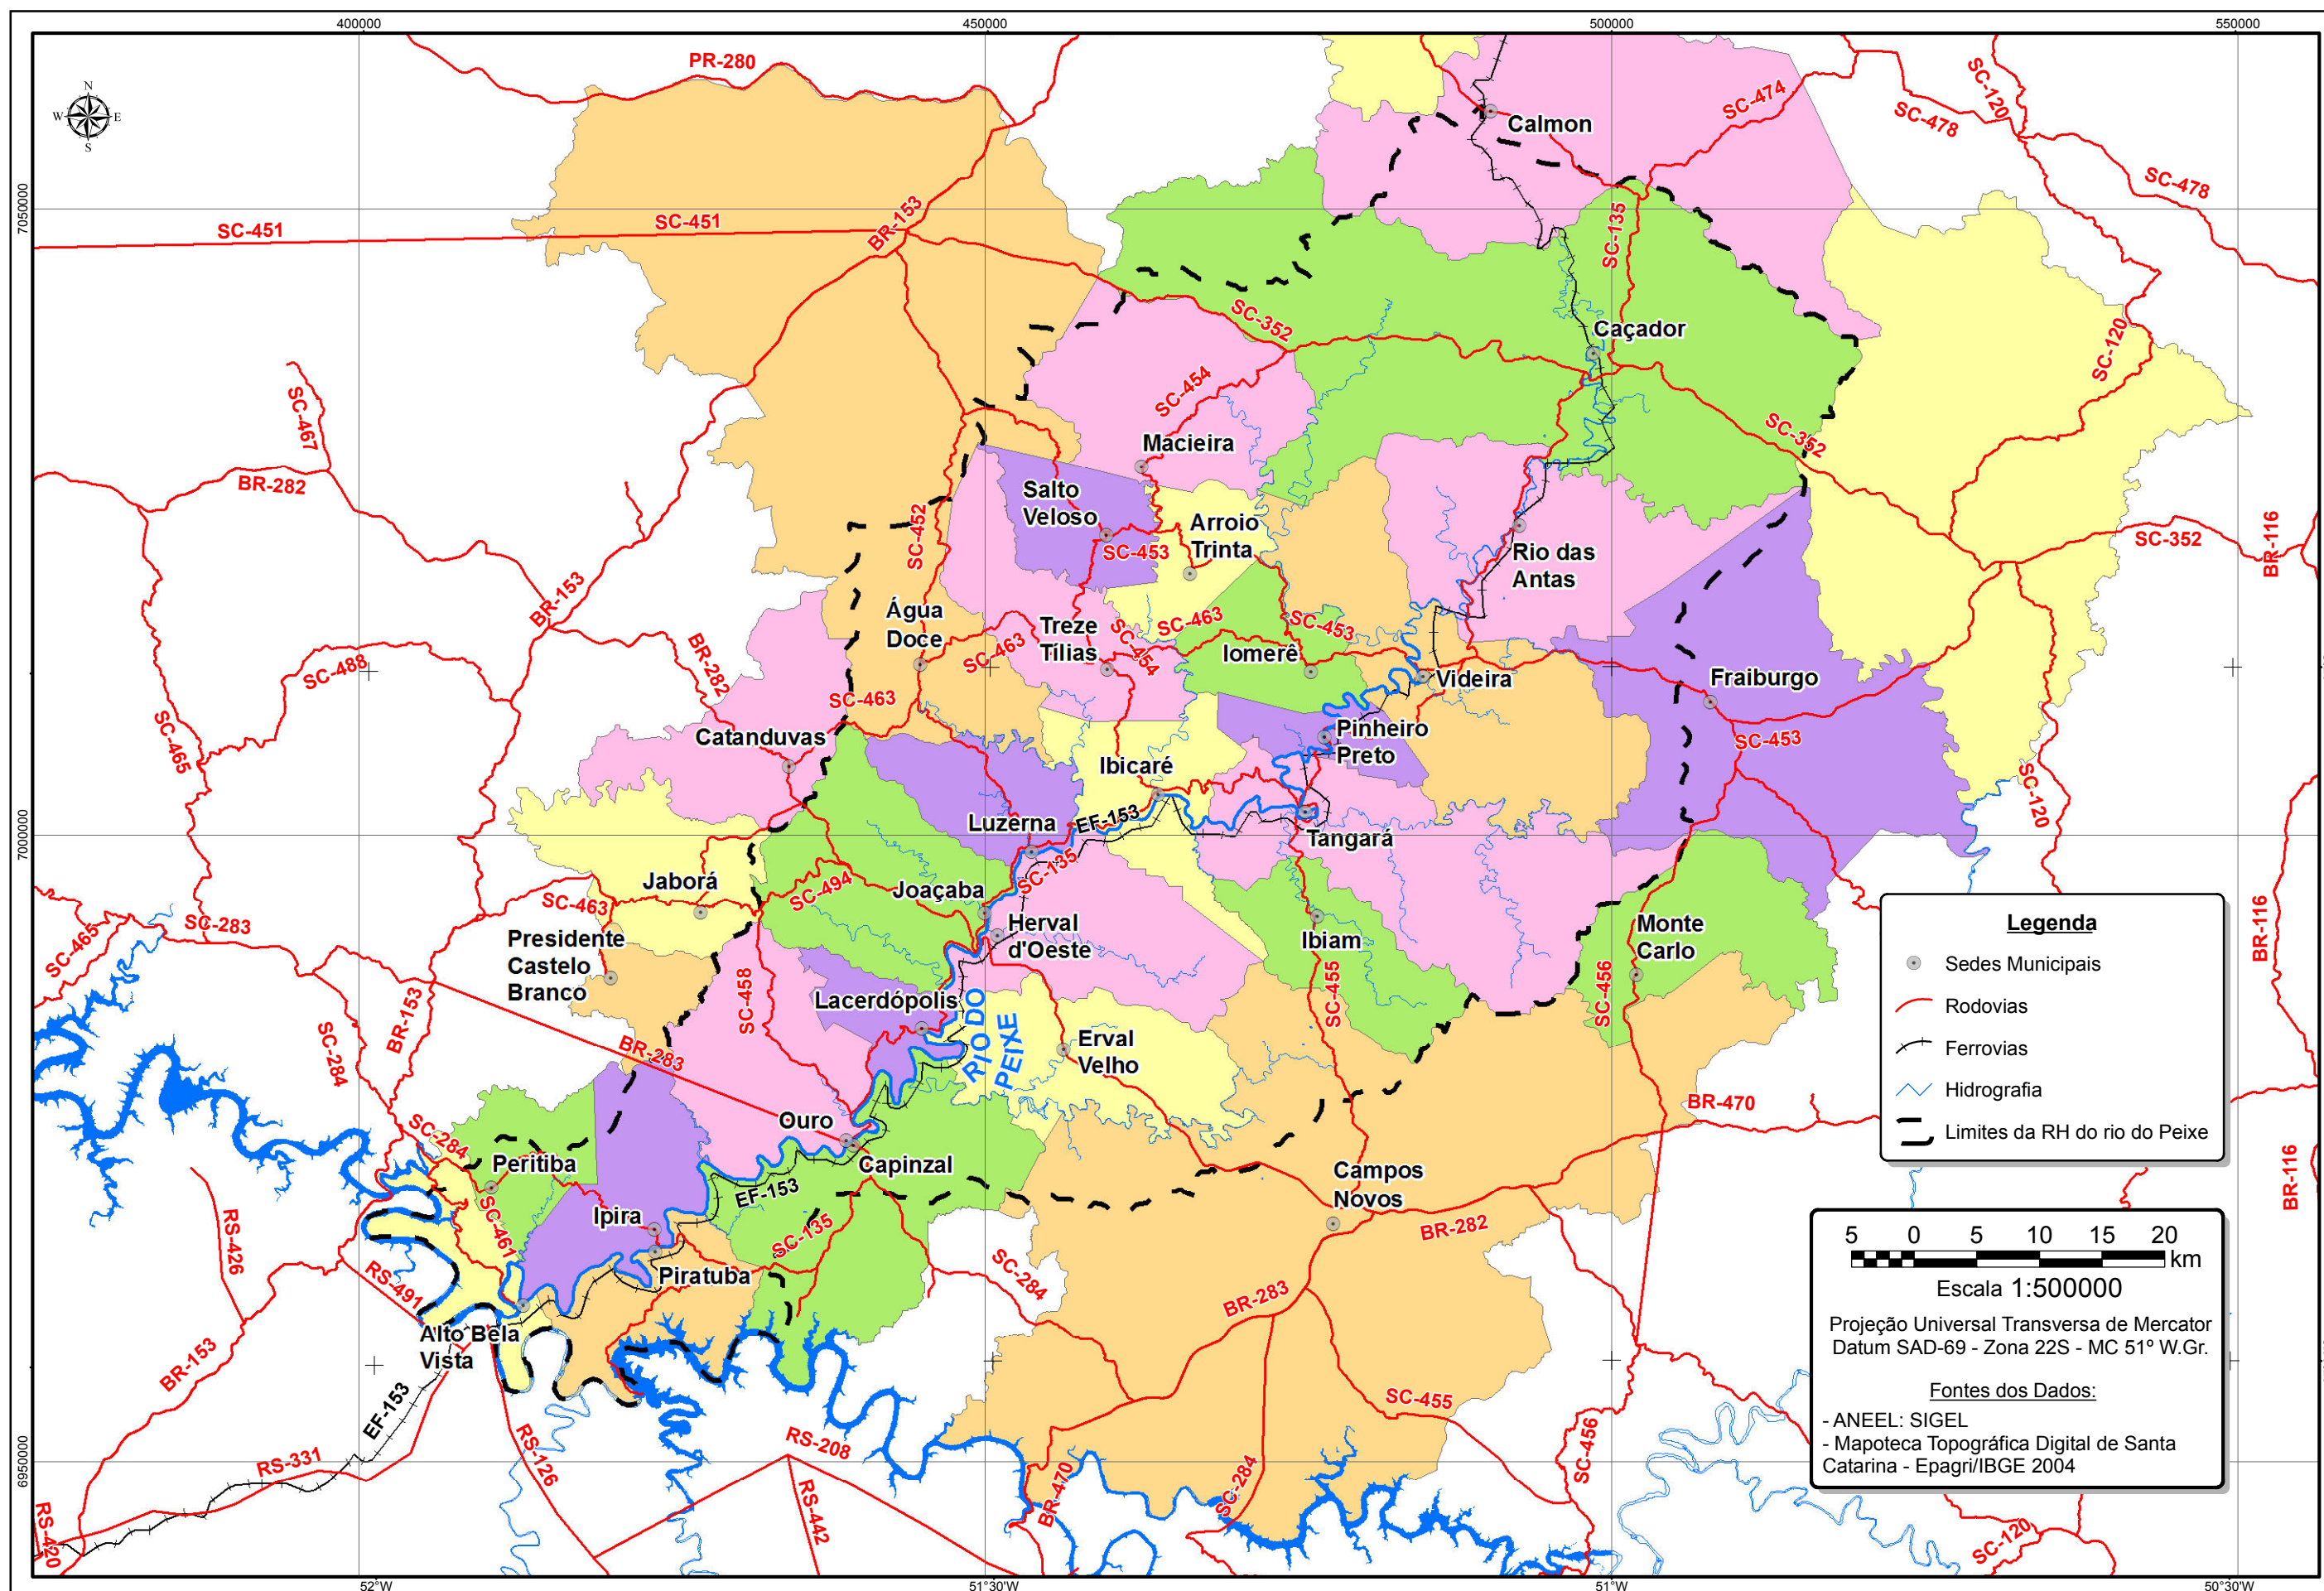 400000
450000
500000
550000
PR-280
N
W
E
S
SC-120
SC-474
SC-478
Calmon
7050000
SC-478
SC-451
SC-451
BR-153
SC-135
SC-352
Caçador
SC-120
SC-454
SC-467
Macieira
SC-352
BR-282
Salto
Veloso
Arroio
Trinta
SC-452
SC-453
BR-116
SC-352
Rio das
Antas
BR-153
Água
Doce
Treze
Tílias
SC-463
SC-453
SC-463
SC-454
Iomerê
SC-488
BR-282
Videira
Fraiburgo
SC-463
SC-465
Catanduvas
Pinheiro
Preto
SC-453
Ibicaré
SC-120
7000000
Luzerna
EF-153
Tangará
SC-135
Jaborá
SC-494
Joaçaba
SC-463
SC-283
SC-465
Herval
d'Oeste
Ibiam
Monte
Carlo
BR-116
Presidente
Castelo
Branco
SC-458
Lacerdópolis
SC-455
SC-456
BR-153
RIO DO
PEIXE
SC-284
BR-283
Erval
Velho
Legenda
Sedes Municipais
Rodovias
Ferrovias
Hidrografia
Limites da RH do rio do Peixe
BR-470
Ouro
SC-284
Peritiba
Capinzal
Campos
Novos
BR-116
EF-153
SC-461
Ipira
RS-426
SC-135
BR-282
RS-491
Piratuba
SC-284
BR-283
5 0 5 10 15 20
km
Escala 1:500000
Projeção Universal Transversa de Mercator
Datum SAD-69 - Zona 22S - MC 51º W.Gr.
Fontes dos Dados:
- ANEEL: SIGEL
- Mapoteca Topográfica Digital de Santa
Catarina - Epagri/IBGE 2004
Alto Bela
Vista
BR-153
EF-153
SC-455
RS-208
SC-456
RS-331
RS-126
6950000
BR-470
SC-284
RS-442
RS-420
SC-120
52°W
51°30'W
51°W
50°30'W